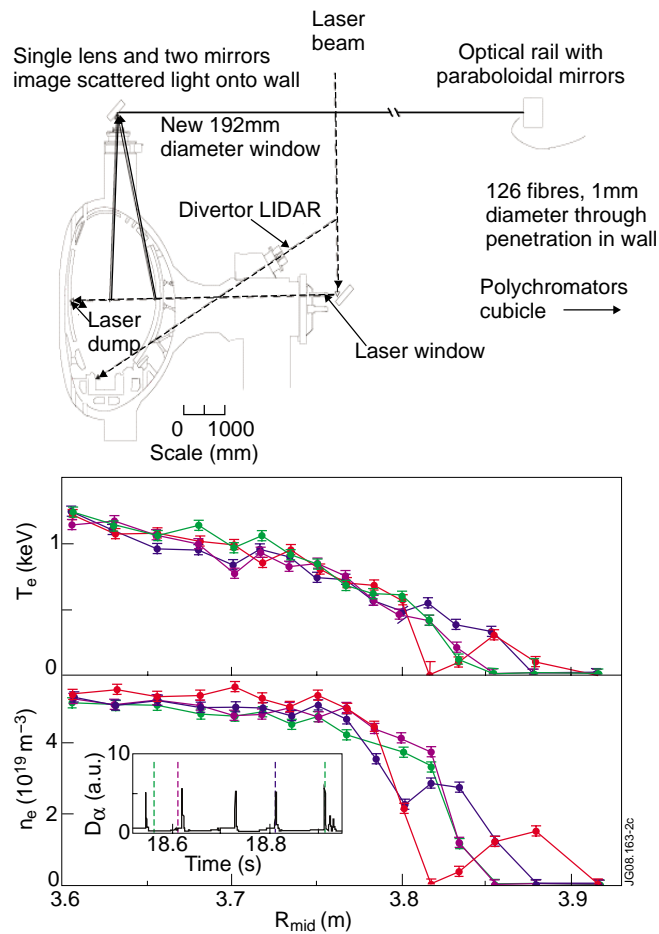 Laser
beam
Single lens and two mirrors
image scattered light onto wall
Optical rail with
paraboloidal mirrors
New 192mm
diameter window
Divertor LIDAR
126 fibres, 1mm
diameter through
penetration in wall
Polychromators
cubicle
Laser
dump
Laser window
0 1000
Scale (mm)
1
0
Te (keV)
4
2
0
ne (10^19 m–3)
10
0
Dα (a.u.)
18.6 18.8
Time (s)
3.6 3.7 3.8 3.9
Rmid (m)
JG08.163-2c